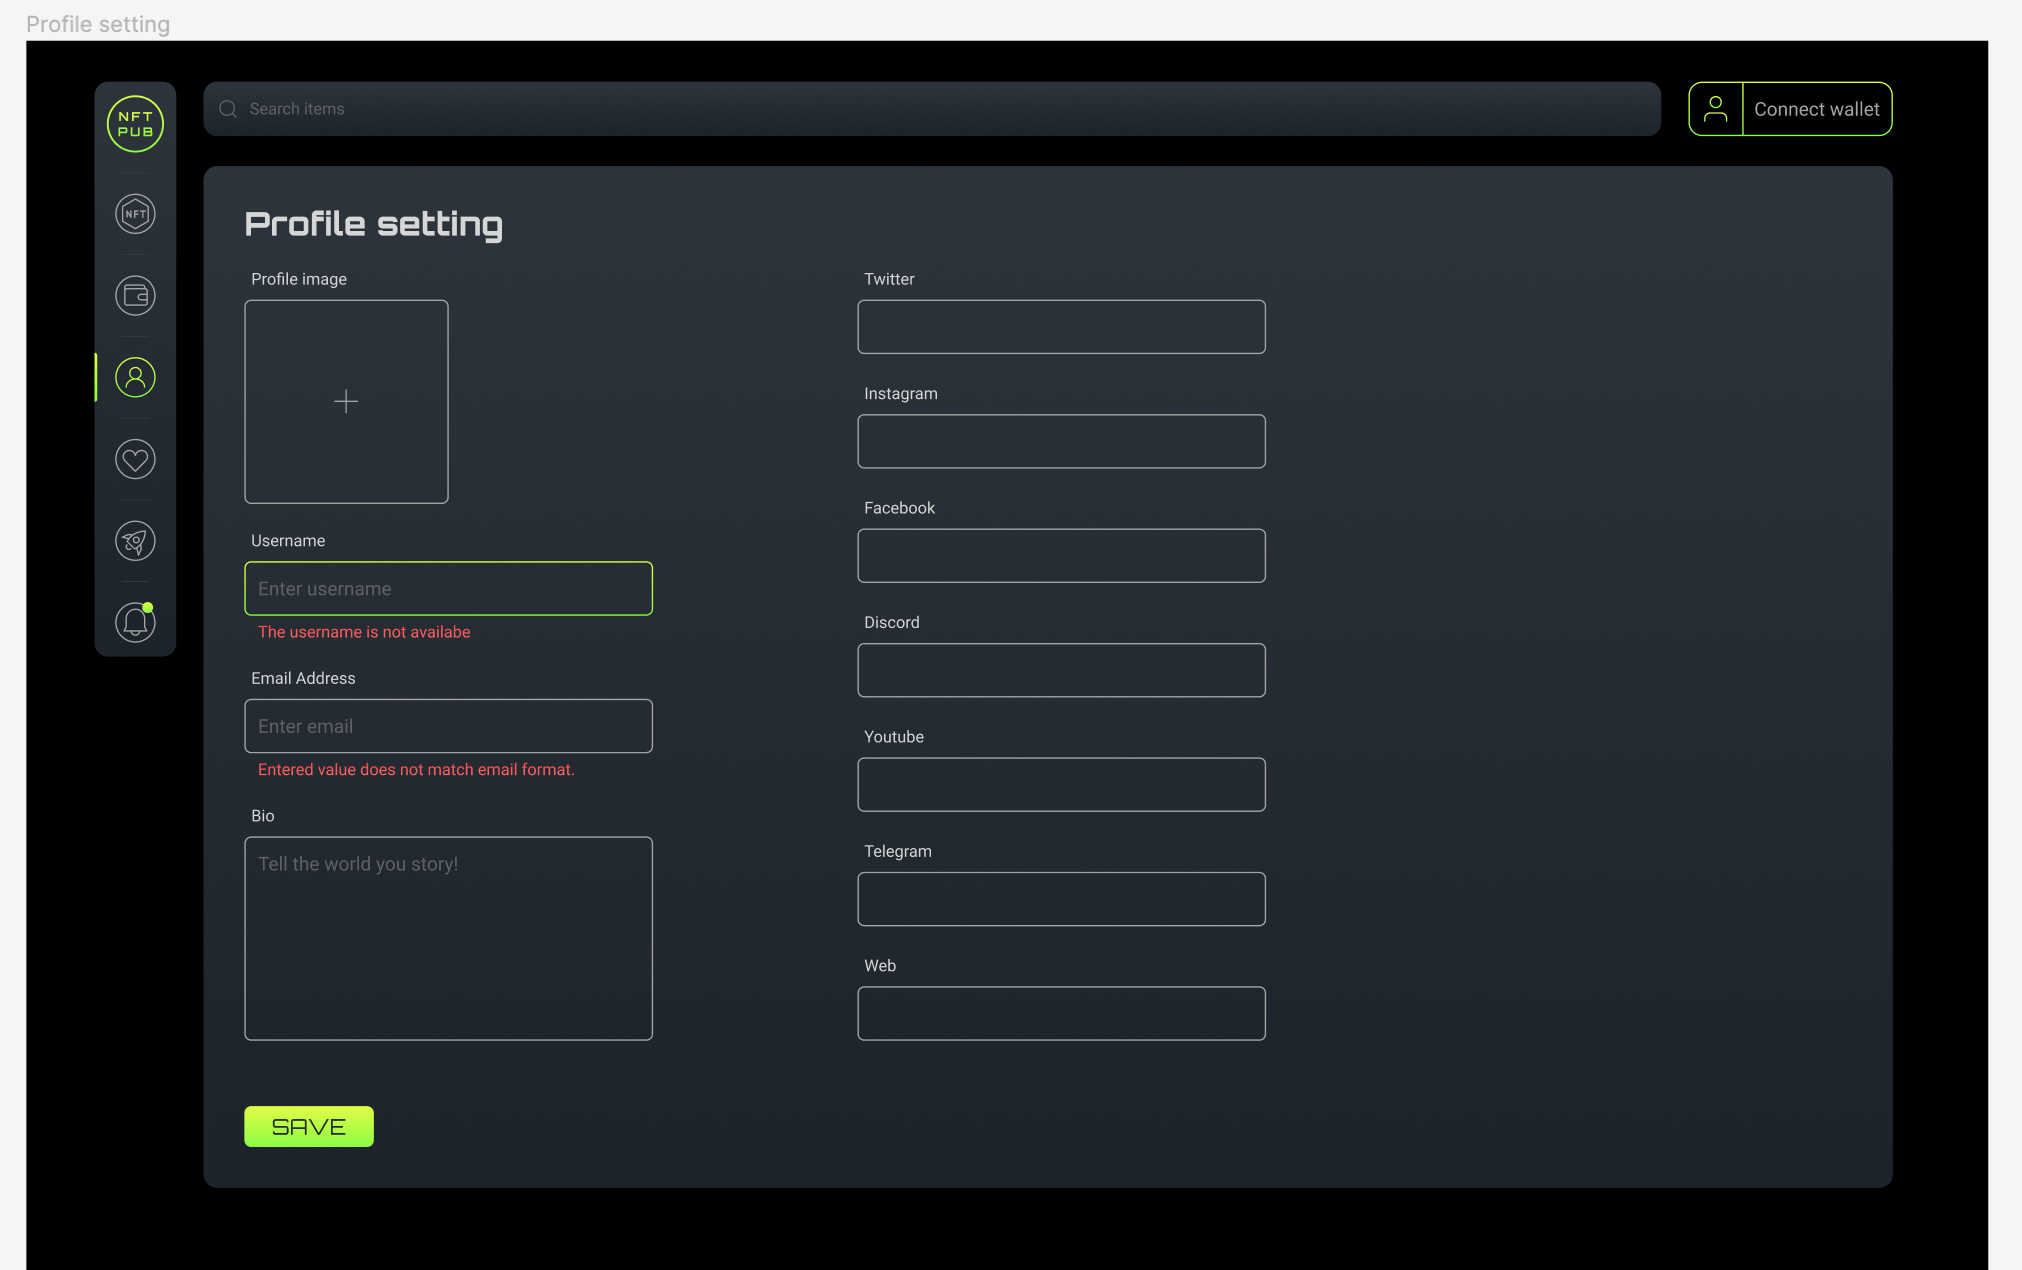 Profile setting
NFT
PUB
Search items
Connect wallet
NFT
Profile setting
Profile image
Username
Enter username
The username is not availabe
Email Address
Enter email
Entered value does not match email format.
Bio
Tell the world you story!
Twitter
Instagram
Facebook
Discord
Youtube
Telegram
Web
SAVE